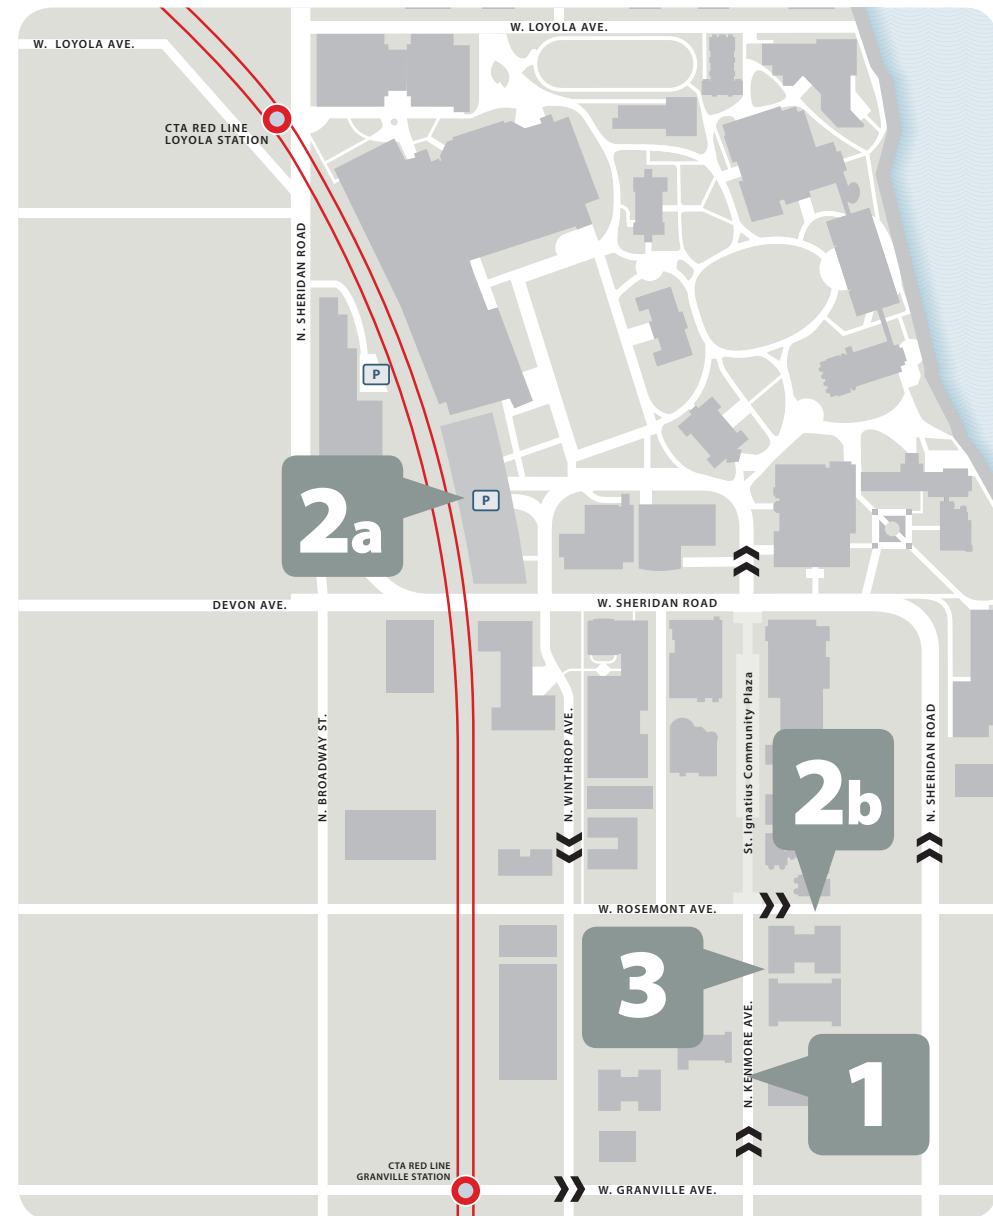 W. LOYOLA AVE.
W. LOYOLA AVE.
CTA RED LINE
LOYOLA STATION
N. SHERIDAN ROAD
P
2a
P
DEVON AVE.
W. SHERIDAN ROAD
N. BROADWAY ST.
N. WINTHROP AVE.
St. Ignatius Community Plaza
N. SHERIDAN ROAD
2b
W. ROSEMONT AVE.
3
N. KENMORE AVE.
1
CTA RED LINE
GRANVILLE STATION
W. GRANVILLE AVE.